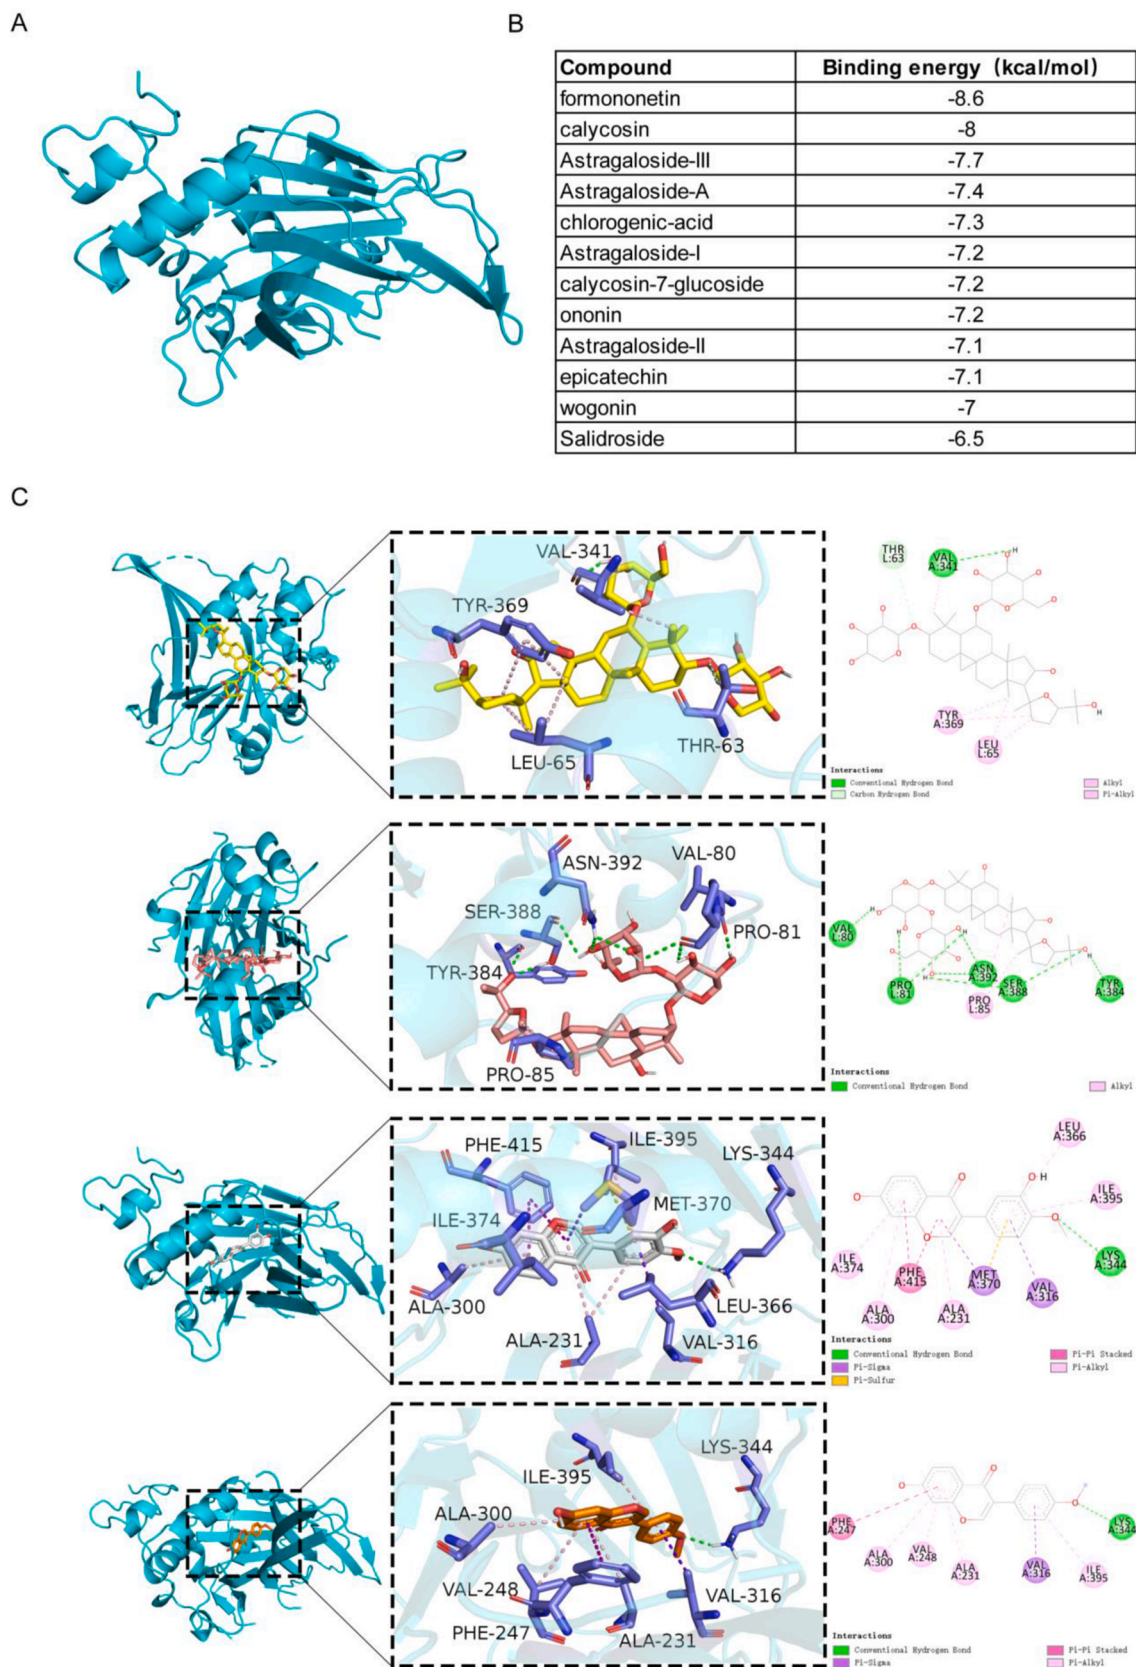 A
B
Compound Binding energy (kcal/mol)
formononetin -8.6
calycosin -8
Astragaloside-III -7.7
Astragaloside-A -7.4
chlorogenic-acid -7.3
Astragaloside-I -7.2
calycosin-7-glucoside -7.2
ononin -7.2
Astragaloside-II -7.1
epicatechin -7.1
wogonin -7
Salidroside -6.5
C
VAL-341
TYR-369
LEU-65
THR-63
THR
L:63
VAL
A:341
H
O
TYR
A:369
LEU
L:65
H
Interactions
Conventional Hydrogen Bond
Carbon Hydrogen Bond
Alkyl
Pi-Alkyl
ASN-392
VAL-80
SER-388
PRO-81
TYR-384
PRO-85
VAL
L:80
PRO
L:81
ASN
A:392
PRO
L:85
SER
A:388
TYR
A:384
Interactions
Conventional Hydrogen Bond
Alkyl
PHE-415
ILE-395
LYS-344
ILE-374
MET-370
ALA-300
LEU-366
ALA-231
VAL-316
LEU
A:366
ILE
A:395
LYS
A:344
ILE
A:374
PHE
A:415
MET
A:370
VAL
A:316
ALA
A:300
ALA
A:231
Interactions
Conventional Hydrogen Bond
Pi-Sigma
Pi-Sulfur
Pi-Pi Stacked
Pi-Alkyl
ILE-395
LYS-344
ALA-300
VAL-248
VAL-316
PHE-247
ALA-231
PHE
A:247
ALA
A:300
VAL
A:248
ALA
A:231
VAL
A:316
ILE
A:395
LYS
A:344
Interactions
Conventional Hydrogen Bond
Pi-Sigma
Pi-Pi Stacked
Pi-Alkyl